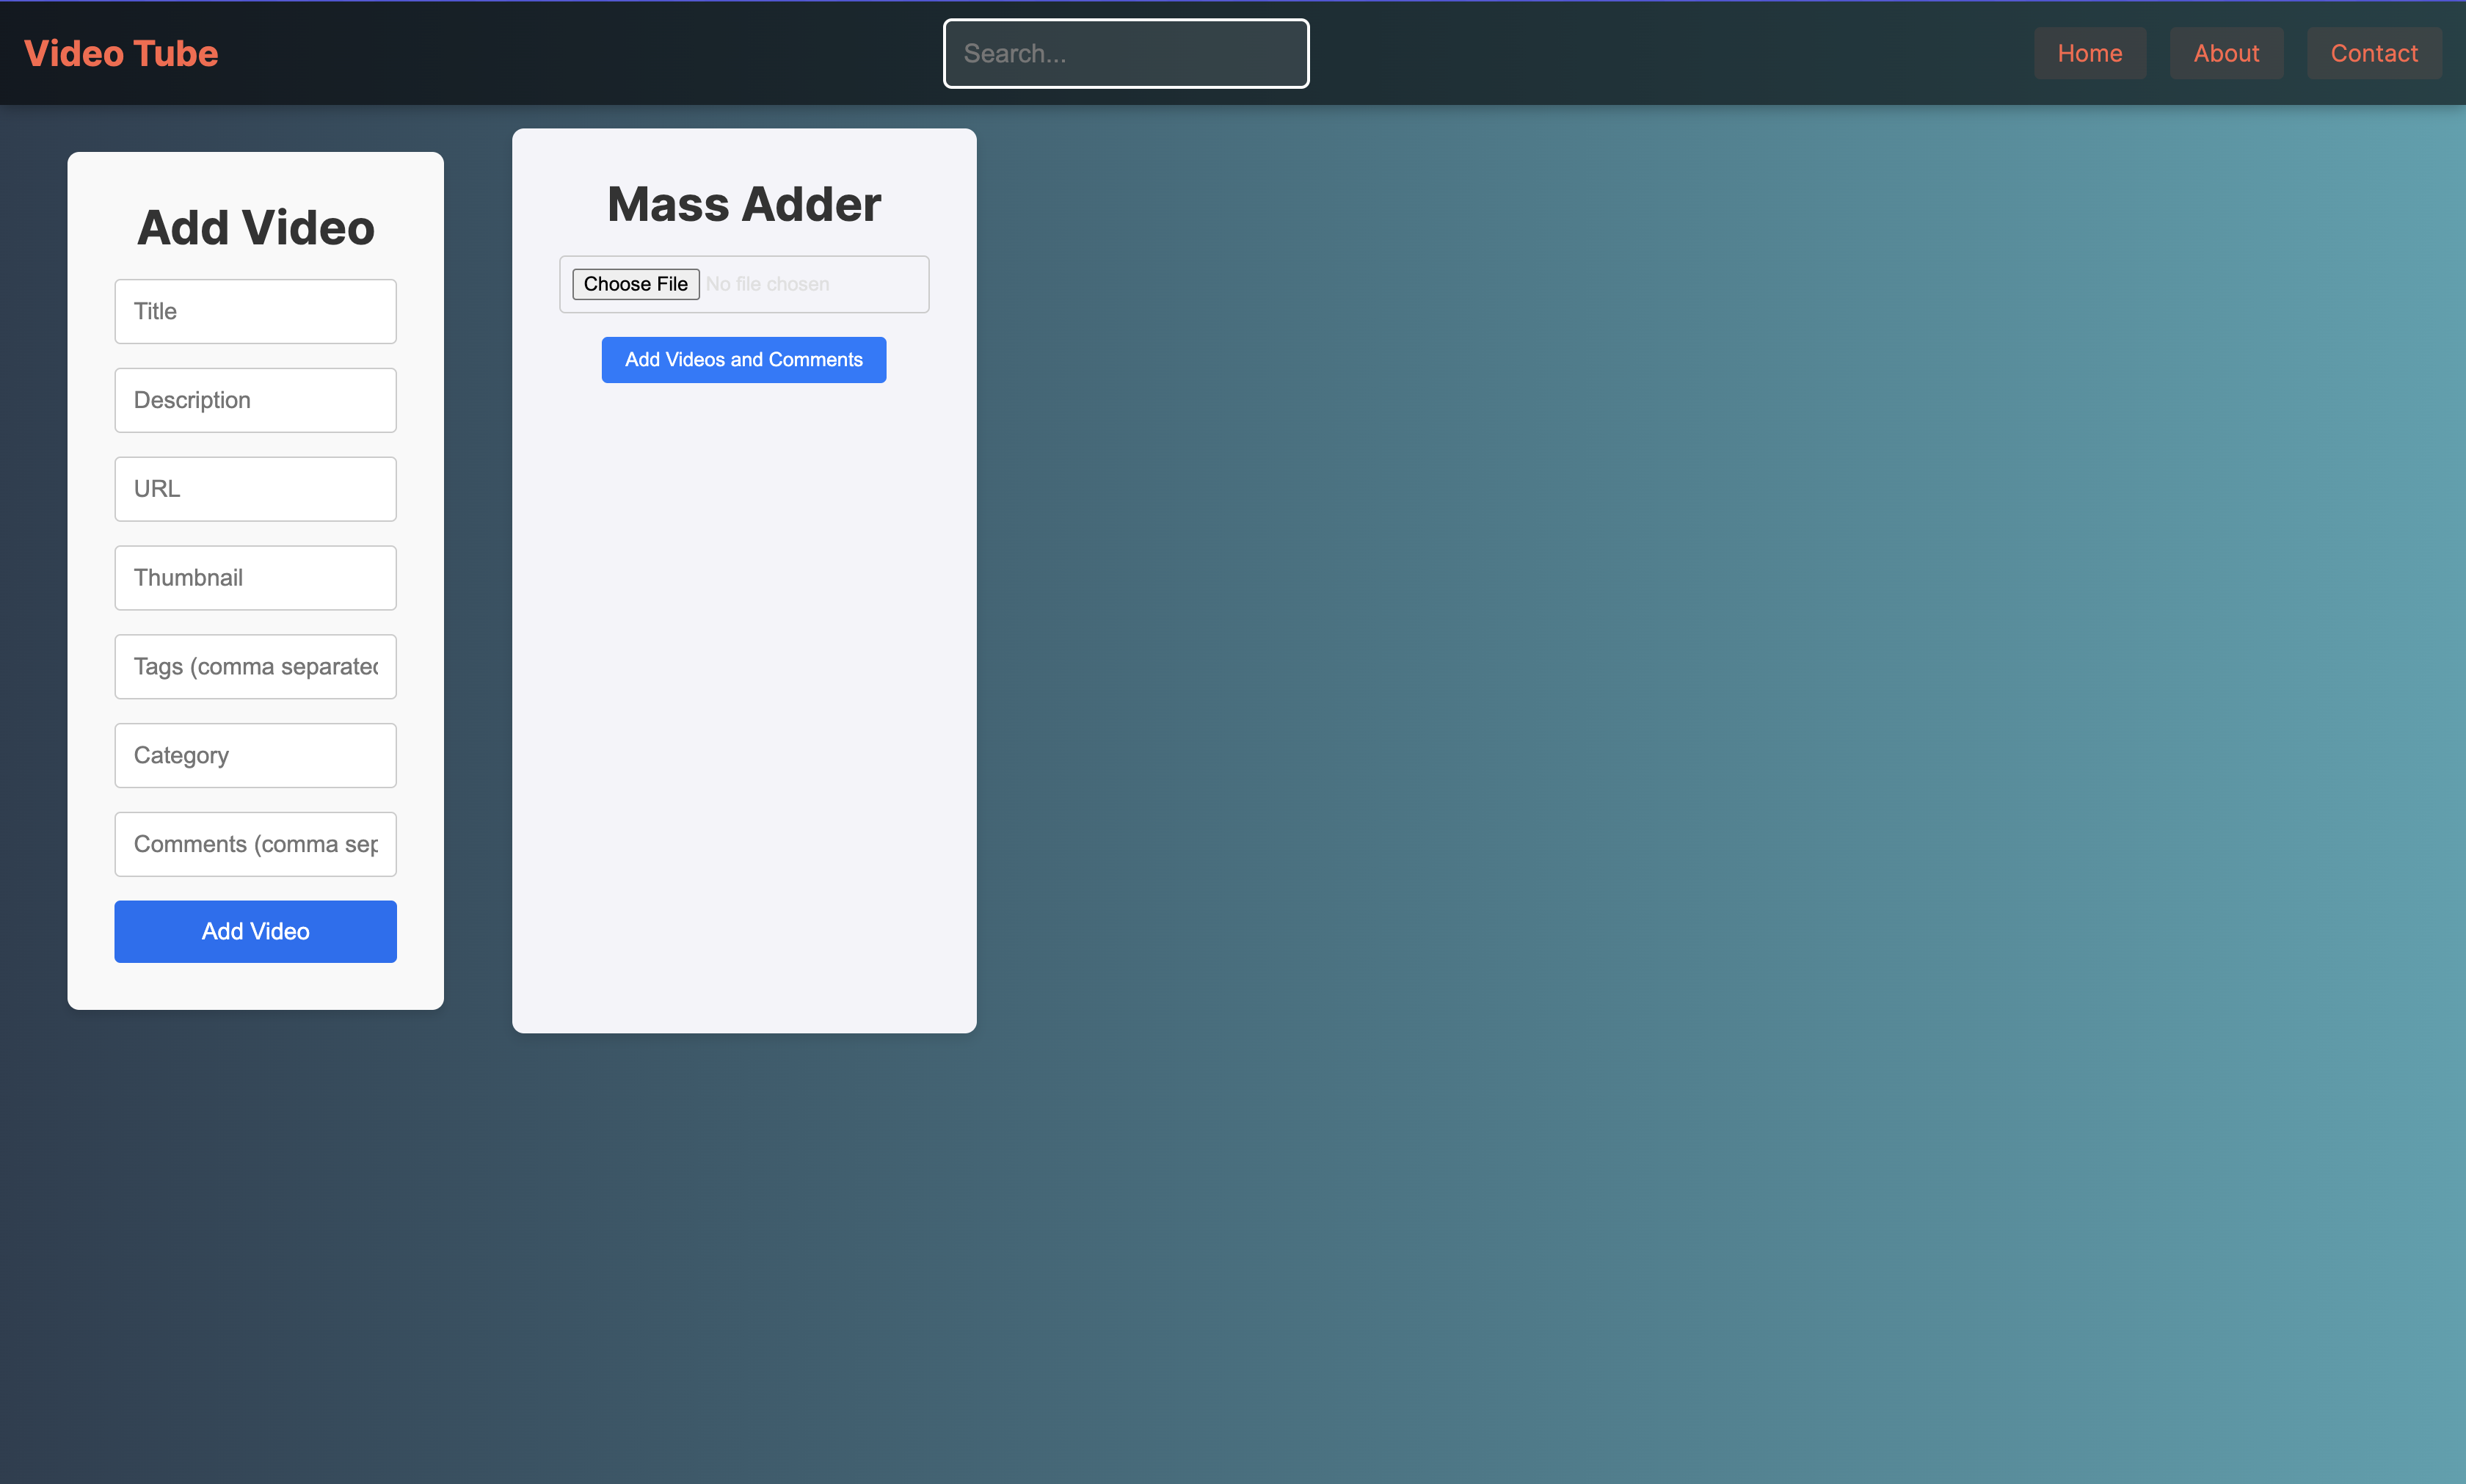 Video Tube
Search...
Home
About
Contact
Add Video
Title
Description
URL
Thumbnail
Tags (comma separated
Category
Comments (comma sep
Add Video
Mass Adder
Choose File No file chosen
Add Videos and Comments